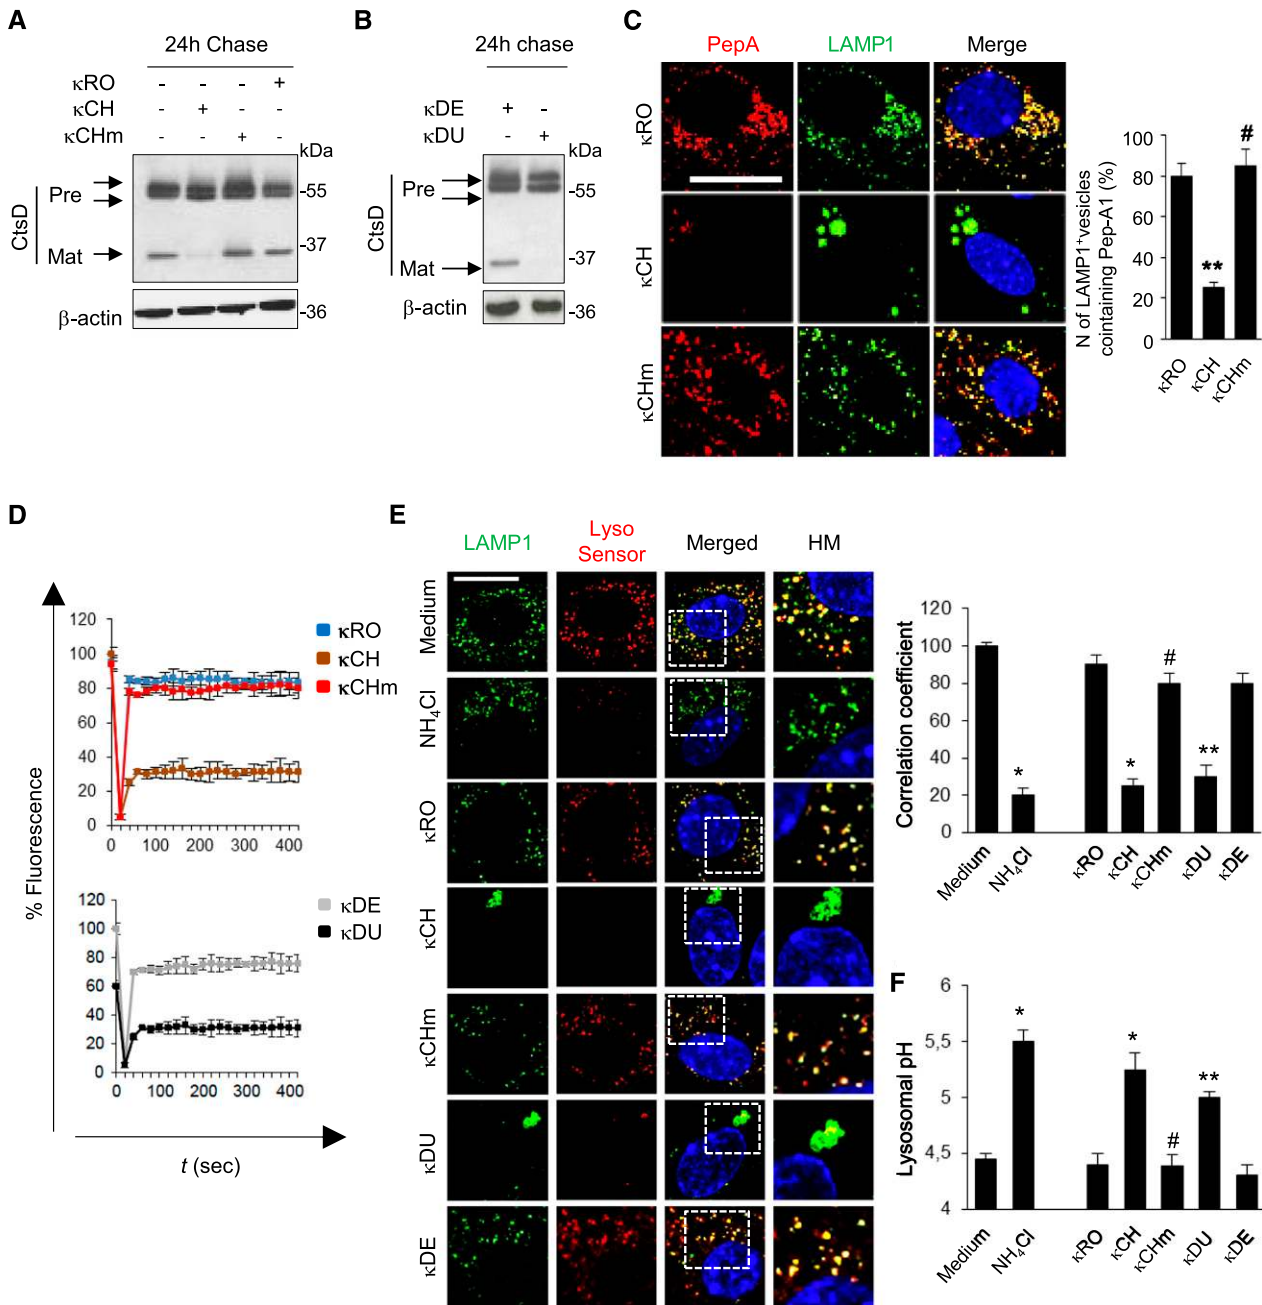 A
24h Chase
κRO - - - +
κCH - + - -
κCHm - - + -
kDa
CtsD
Pre
Mat
-55
-37
β-actin
-36
B
24h chase
κDE + -
κDU - +
kDa
CtsD
Pre
Mat
-55
-37
β-actin
-36
C
PepA LAMP1 Merge
κRO
κCH
κCHm
N of LAMP1+vesicles
cointaining Pep-A1 (%)
100
80
60
40
20
0
**
#
κRO κCH κCHm
D
% Fluorescence
120
100
80
60
40
20
0
0 100 200 300 400
κRO
κCH
κCHm
120
100
80
60
40
20
0
0 100 200 300 400
κDE
κDU
t (sec)
E
LAMP1 Lyso Sensor Merged HM
Medium
NH4Cl
κRO
κCH
κCHm
κDU
κDE
Correlation coefficient
120
100
80
60
40
20
0
* * # **
Medium NH4Cl κRO κCH κCHm κDU κDE
F
Lysosomal pH
6
5,5
5
4,5
4
* * # **
Medium NH4Cl κRO κCH κCHm κDU κDE